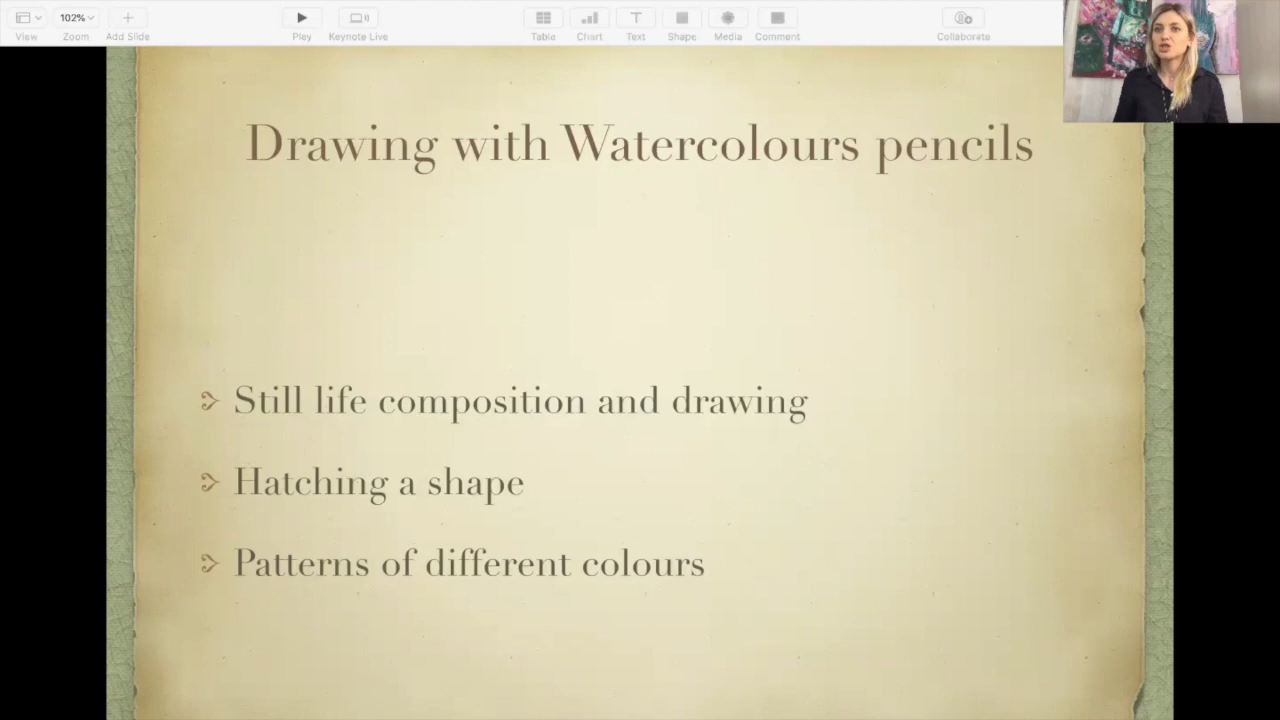 102%
View
Zoom
Add Slide
Play
Keynote Live
Table
Chart
Text
Shape
Media
Comment
Collaborate
Drawing with Watercolours pencils
Still life composition and drawing
Hatching a shape
Patterns of different colours